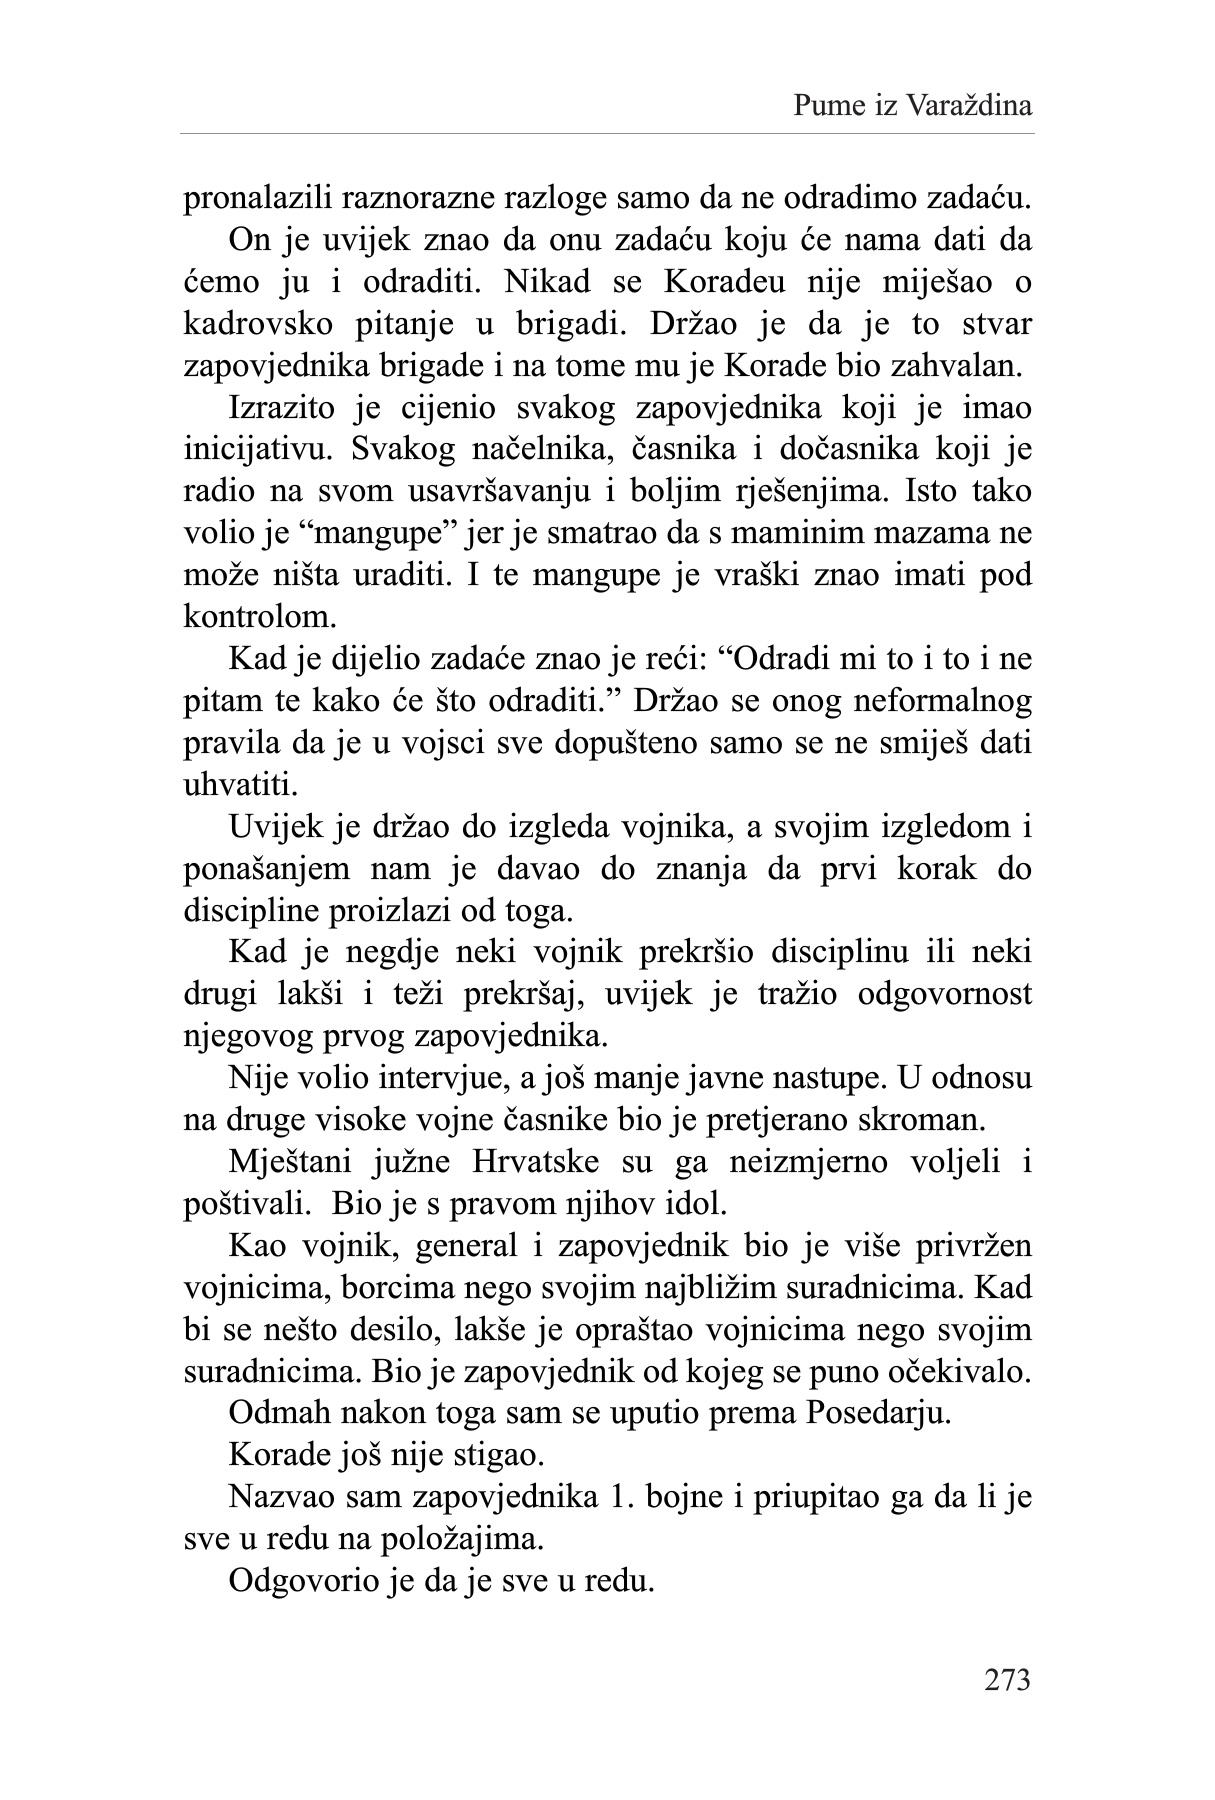 Pume iz Varaždina
pronalazili raznorazne razloge samo da ne odradimo zadaću.
On je uvijek znao da onu zadaću koju će nama dati da
ćemo ju i odraditi. Nikad se Koradeu nije miješao o
kadrovsko pitanje u brigadi. Držao je da je to stvar
zapovjednika brigade i na tome mu je Korade bio zahvalan.
Izrazito je cijenio svakog zapovjednika koji je imao
inicijativu. Svakog načelnika, časnika i dočasnika koji je
radio na svom usavršavanju i boljim rješenjima. Isto tako
volio je “mangupe” jer je smatrao da s maminim mazama ne
može ništa uraditi. I te mangupe je vraški znao imati pod
kontrolom.
Kad je dijelio zadaće znao je reći: “Odradi mi to i to i ne
pitam te kako će što odraditi.” Držao se onog neformalnog
pravila da je u vojsci sve dopušteno samo se ne smiješ dati
uhvatiti.
Uvijek je držao do izgleda vojnika, a svojim izgledom i
ponašanjem nam je davao do znanja da prvi korak do
discipline proizlazi od toga.
Kad je negdje neki vojnik prekršio disciplinu ili neki
drugi lakši i teži prekršaj, uvijek je tražio odgovornost
njegovog prvog zapovjednika.
Nije volio intervjue, a još manje javne nastupe. U odnosu
na druge visoke vojne časnike bio je pretjerano skroman.
Mještani južne Hrvatske su ga neizmjerno voljeli i
poštivali.  Bio je s pravom njihov idol.
Kao vojnik, general i zapovjednik bio je više privržen
vojnicima, borcima nego svojim najbližim suradnicima. Kad
bi se nešto desilo, lakše je opraštao vojnicima nego svojim
suradnicima. Bio je zapovjednik od kojeg se puno očekivalo.
Odmah nakon toga sam se uputio prema Posedarju.
Korade još nije stigao.
Nazvao sam zapovjednika 1. bojne i priupitao ga da li je
sve u redu na položajima.
Odgovorio je da je sve u redu.
273